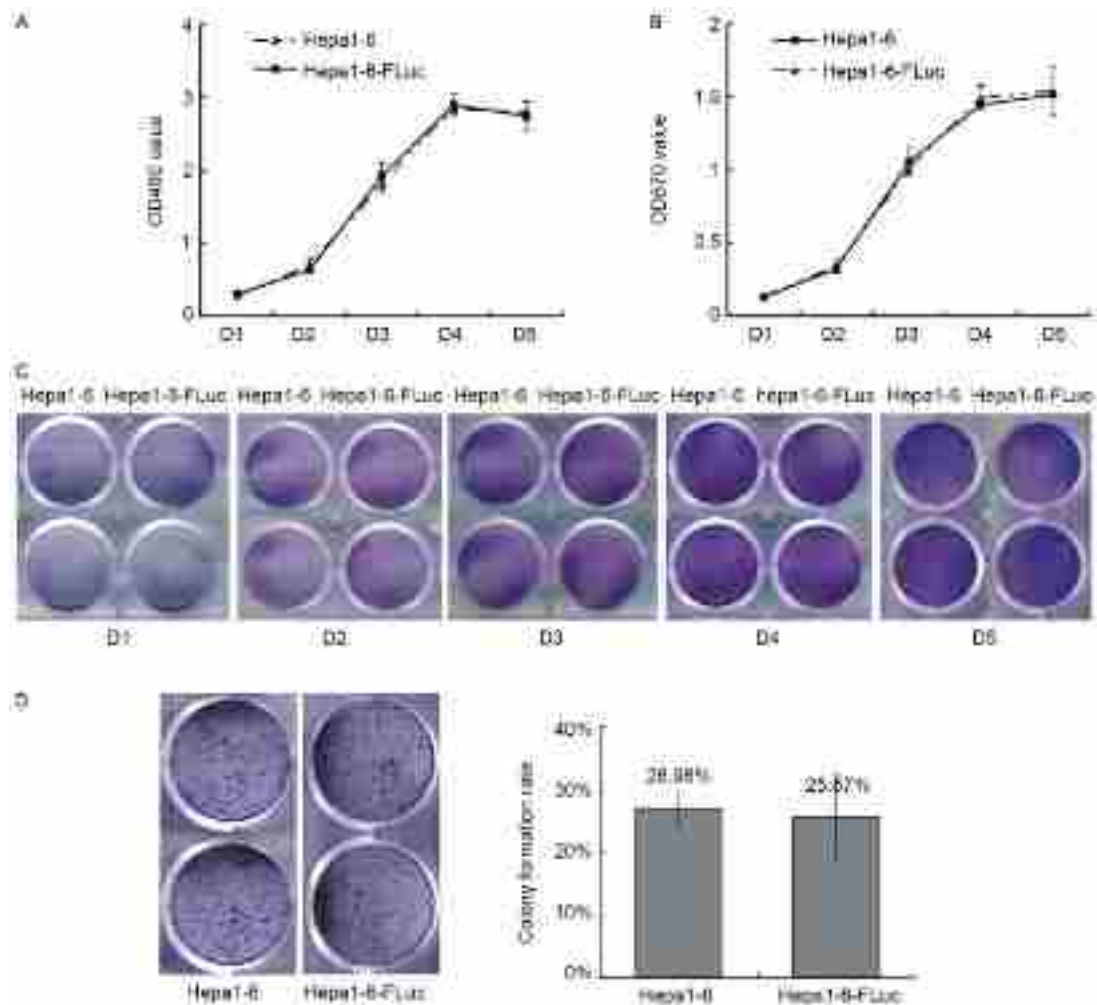 A
4
3
2
1
0
Hepa1-6
Hepa1-6-FLuc
D1 D2 D3 D4 D5
B
2
1.5
1
0.5
0
OD570 value
Hepa1-6
Hepa1-6-FLuc
D1 D2 D3 D4 D5
C
Hepa1-6 Hepa1-6-FLuc Hepa1-6 Hepa1-6-FLuc Hepa1-6 Hepa1-6-FLuc Hepa1-6 hepa1-6-FLuc Hepa1-6 Hepa1-6-FLuc
D1 D2 D3 D4 D5
D
Hepa1-6 Hepa1-6-FLuc
Colony formation rate
40%
30%
20%
10%
0%
26.98%
25.67%
Hepa1-6 Hepa1-6-FLuc